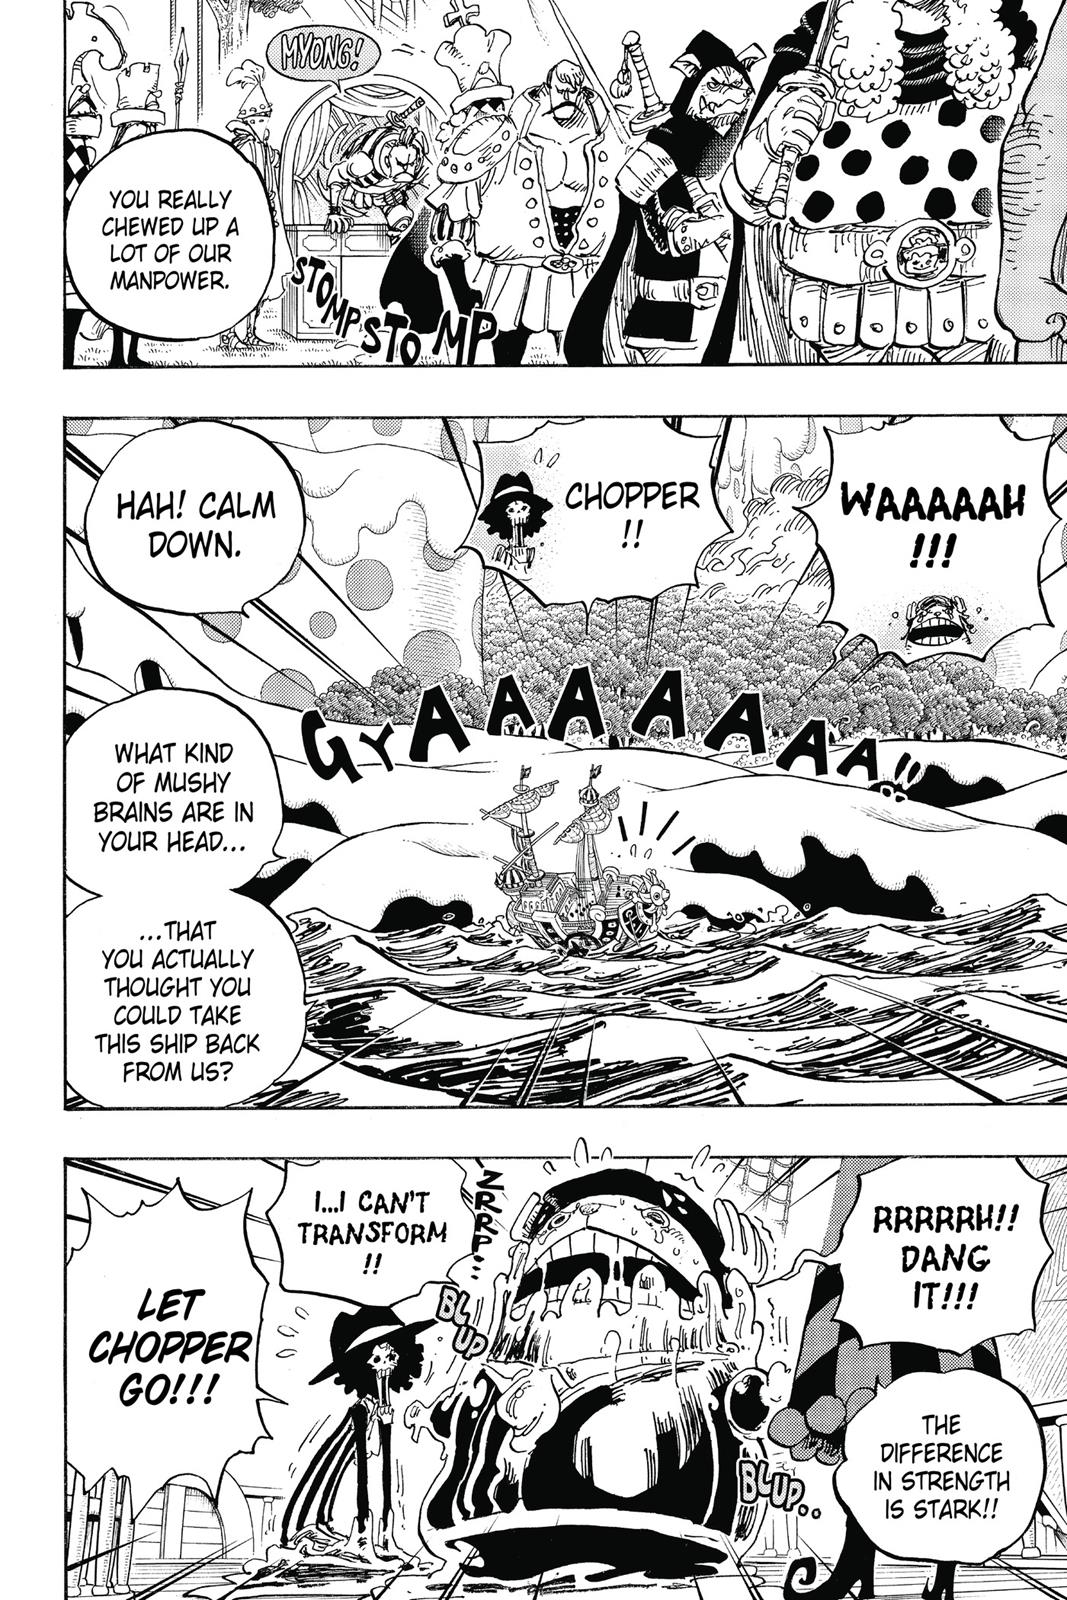 MYONG!
YOU REALLY
CHEWED UP A
LOT OF OUR
MANPOWER.
STOMP
STOMP
WAAAAAH
!!!
CHOPPER
!!
HAH! CALM
DOWN.
GYAAAAAAAA!!
WHAT KIND
OF MUSHY
BRAINS ARE IN
YOUR HEAD...
...THAT
YOU ACTUALLY
THOUGHT YOU
COULD TAKE
THIS SHIP BACK
FROM US?
RRRRRH!!
DANG
IT!!!
THE
DIFFERENCE
IN STRENGTH
IS STARK!!
ZRRP...
I...I CAN'T
TRANSFORM
!!
BLUP
BLUP..
LET
CHOPPER
GO!!!